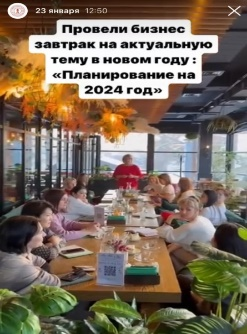 23 января 12:50
Провели бизнес
завтрак на актуальную
тему в новом году :
«Планирование на
2024 год»